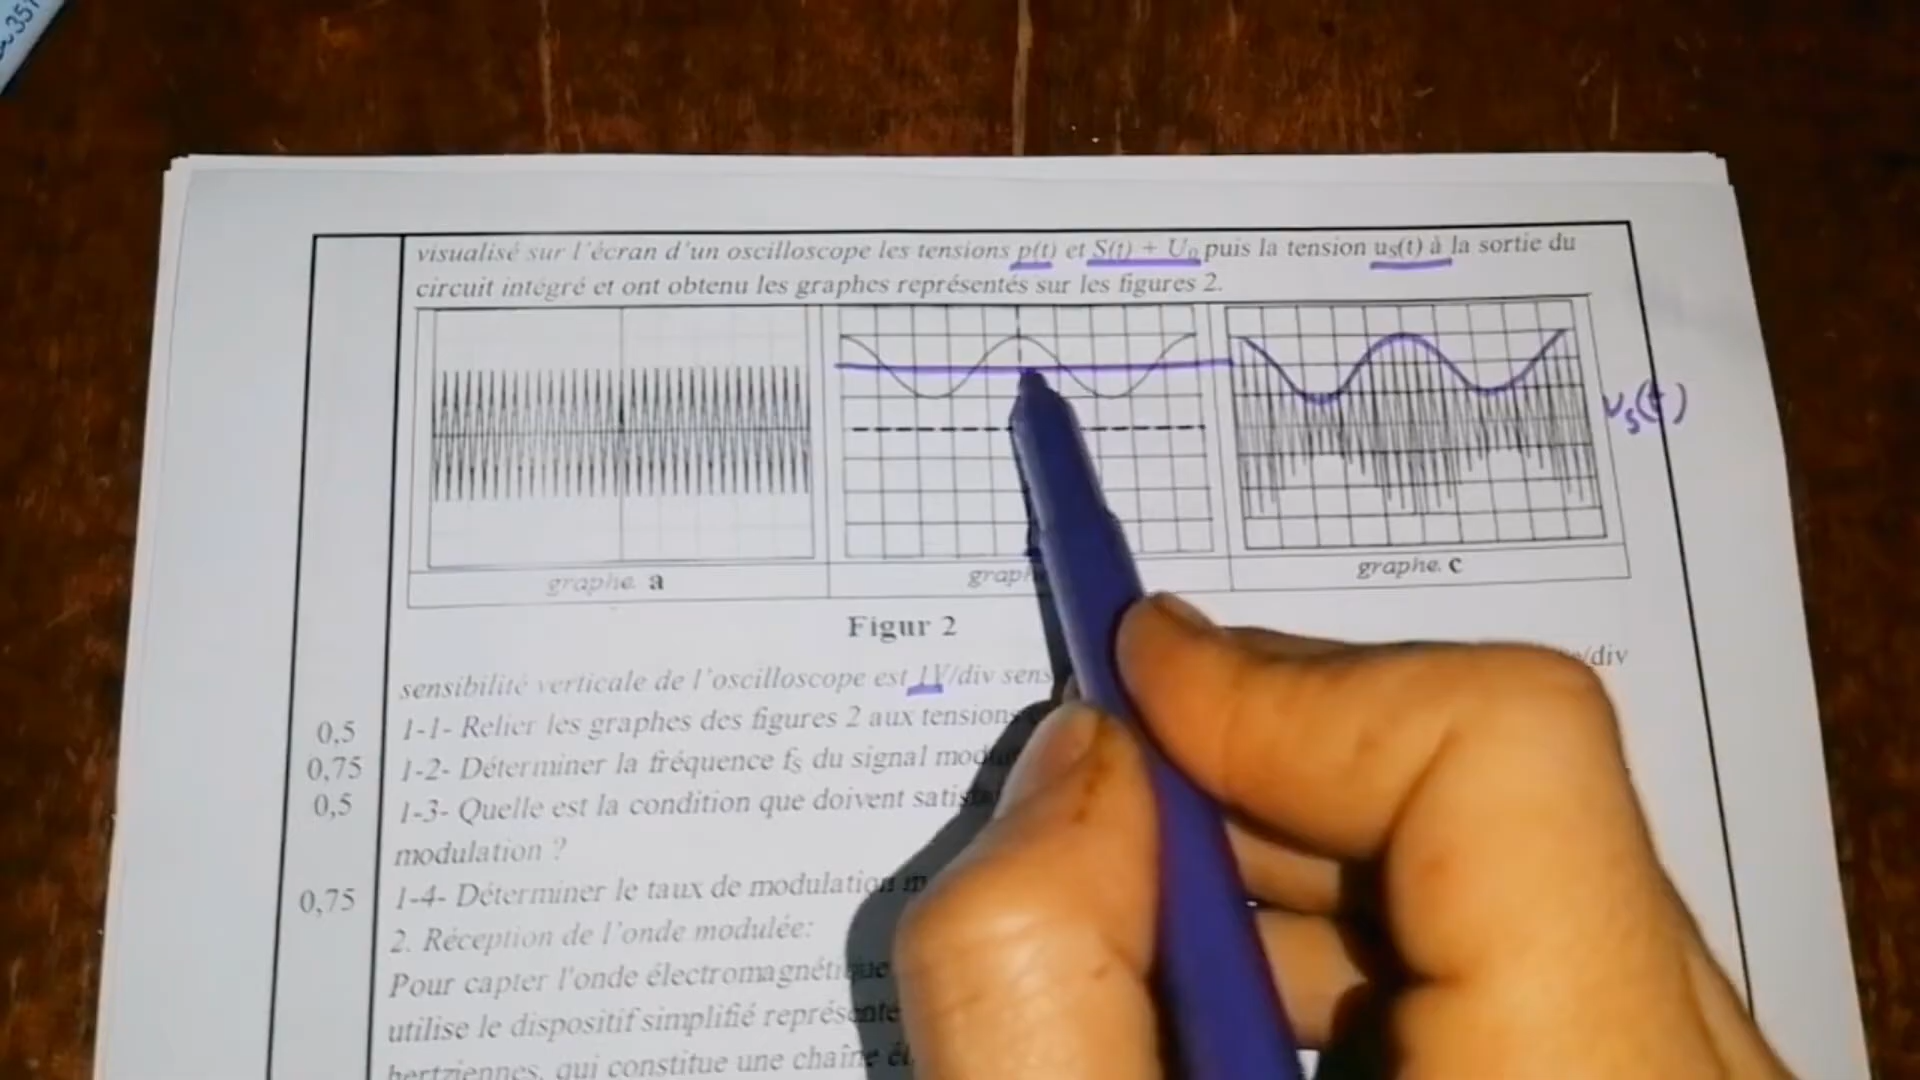 visualisé sur l'écran d'un oscilloscope les tensions p(t) et S(t) + U₀ puis la tension us(t) à la sortie du
circuit intégré et ont obtenu les graphes représentés sur les figures 2.
us(t)
graphe a
graphe. c
Figur 2
sensibilité verticale de l'oscilloscope est 1V/div /div
0,5 1-1- Relier les graphes des figures 2 aux tensions
0,75 1-2- Déterminer la fréquence fS du signal
0,5 1-3- Quelle est la condition que doivent
modulation ?
0,75 1-4- Déterminer le taux de modulation m
2. Réception de l'onde modulée:
Pour capter l'onde électromagnétique
utilise le dispositif simplifié représenté
hertziennes, qui constitue une chaîne